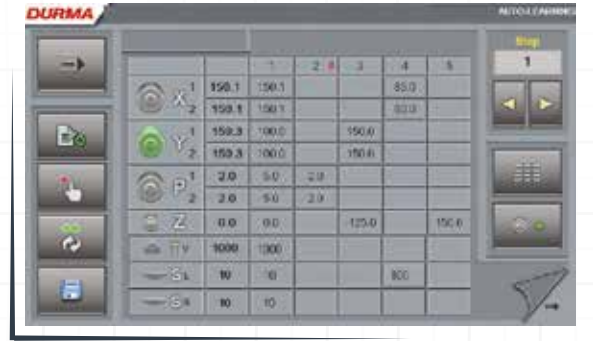 DURMA
AUTO LEARNING
Step
1
1 2 3 4 5
X 1 150.1 150.1 85.0
2 150.1 150.1
Y 1 150.3 100.0 150.0
2 150.3 100.0 150.0
P 1 2.0 5.0 2.0
2 2.0 5.0 2.0
Z 0.0 0.0 -125.0 150.0
1000 1000
SL 10 10 800
SR 10 10